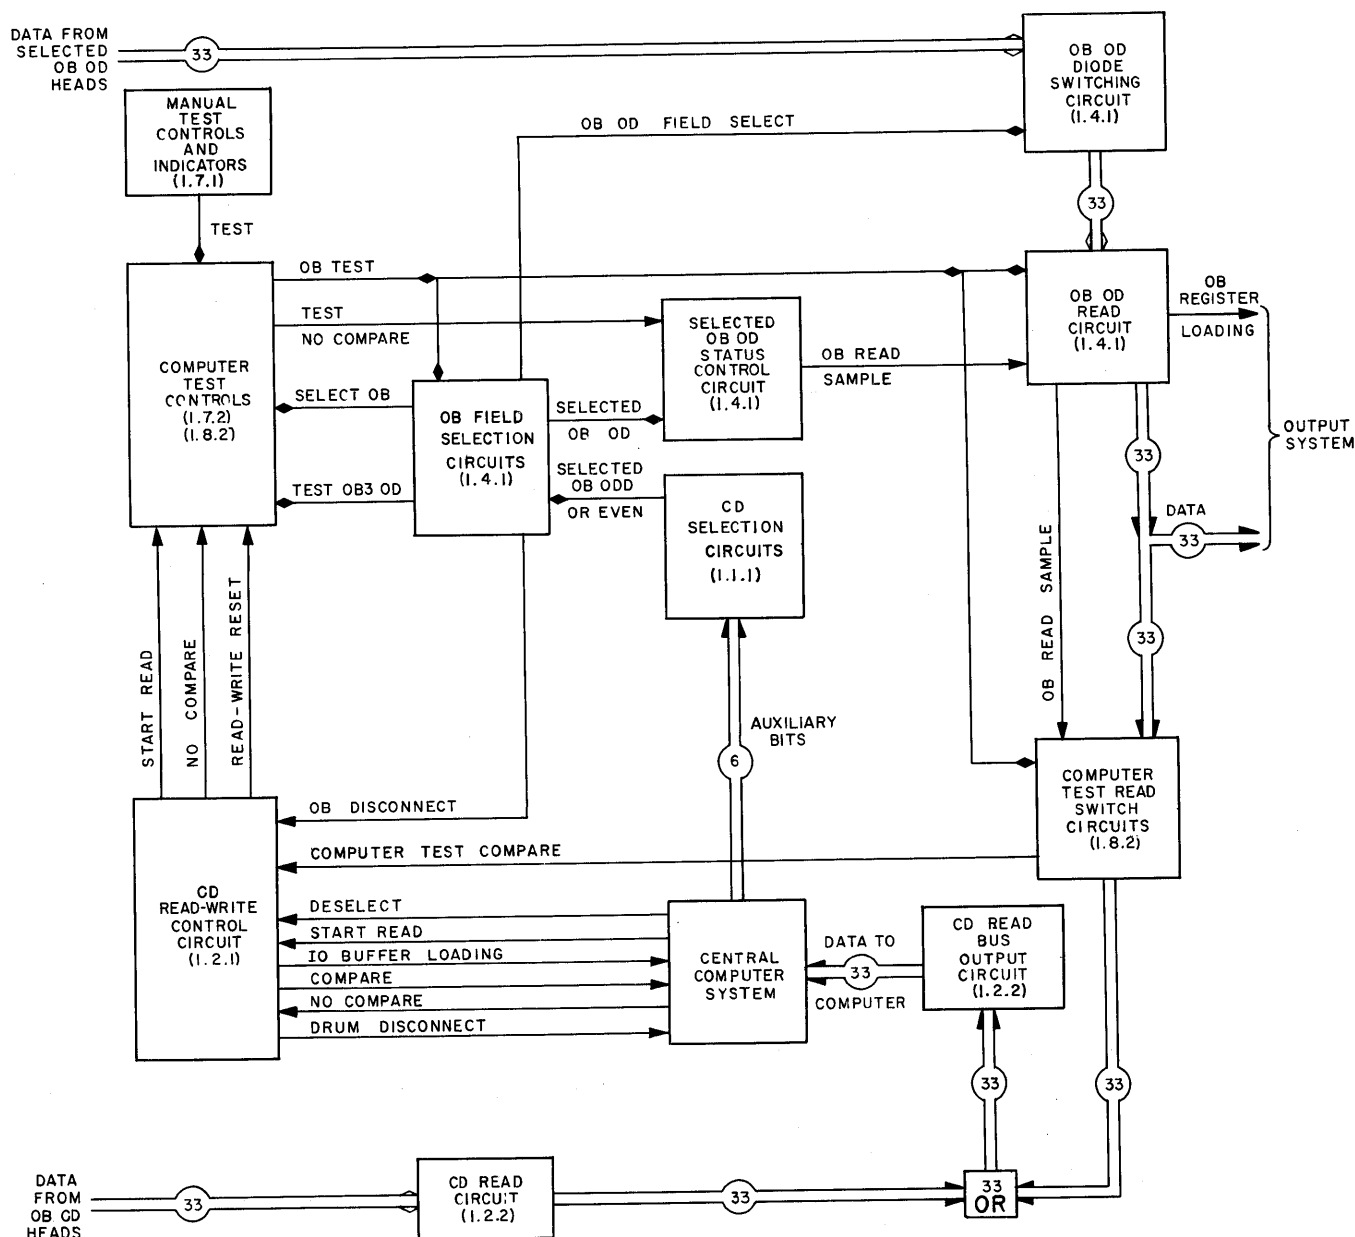 DATA FROM
SELECTED
OB OD
HEADS
33
OB OD
DIODE
SWITCHING
CIRCUIT
(1.4.1)
MANUAL
TEST
CONTROLS
AND
INDICATORS
(1.7.1)
OB OD FIELD SELECT
33
TEST
OB TEST
TEST
NO COMPARE
COMPUTER
TEST
CONTROLS
(1.7.2)
(1.8.2)
SELECTED
OB OD
STATUS
CONTROL
CIRCUIT
(1.4.1)
OB READ
SAMPLE
OB OD
READ
CIRCUIT
(1.4.1)
OB
REGISTER
LOADING
SELECT OB
OB FIELD
SELECTION
CIRCUITS
(1.4.1)
SELECTED
OB OD
OUTPUT
SYSTEM
TEST OB3 OD
SELECTED
OB ODD
OR EVEN
CD
SELECTION
CIRCUITS
(1.1.1)
33
DATA
33
START READ
NO COMPARE
READ-WRITE RESET
OB READ SAMPLE
33
AUXILIARY
BITS
6
COMPUTER
TEST READ
SWITCH
CIRCUITS
(1.8.2)
OB DISCONNECT
COMPUTER TEST COMPARE
CD
READ-WRITE
CONTROL
CIRCUIT
(1.2.1)
DESELECT
START READ
IO BUFFER LOADING
COMPARE
NO COMPARE
DRUM DISCONNECT
CENTRAL
COMPUTER
SYSTEM
DATA TO
33
COMPUTER
CD READ
BUS
OUTPUT
CIRCUIT
(1.2.2)
33
33
DATA
FROM
OB CD
HEADS
33
CD READ
CIRCUIT
(1.2.2)
33
33
OR